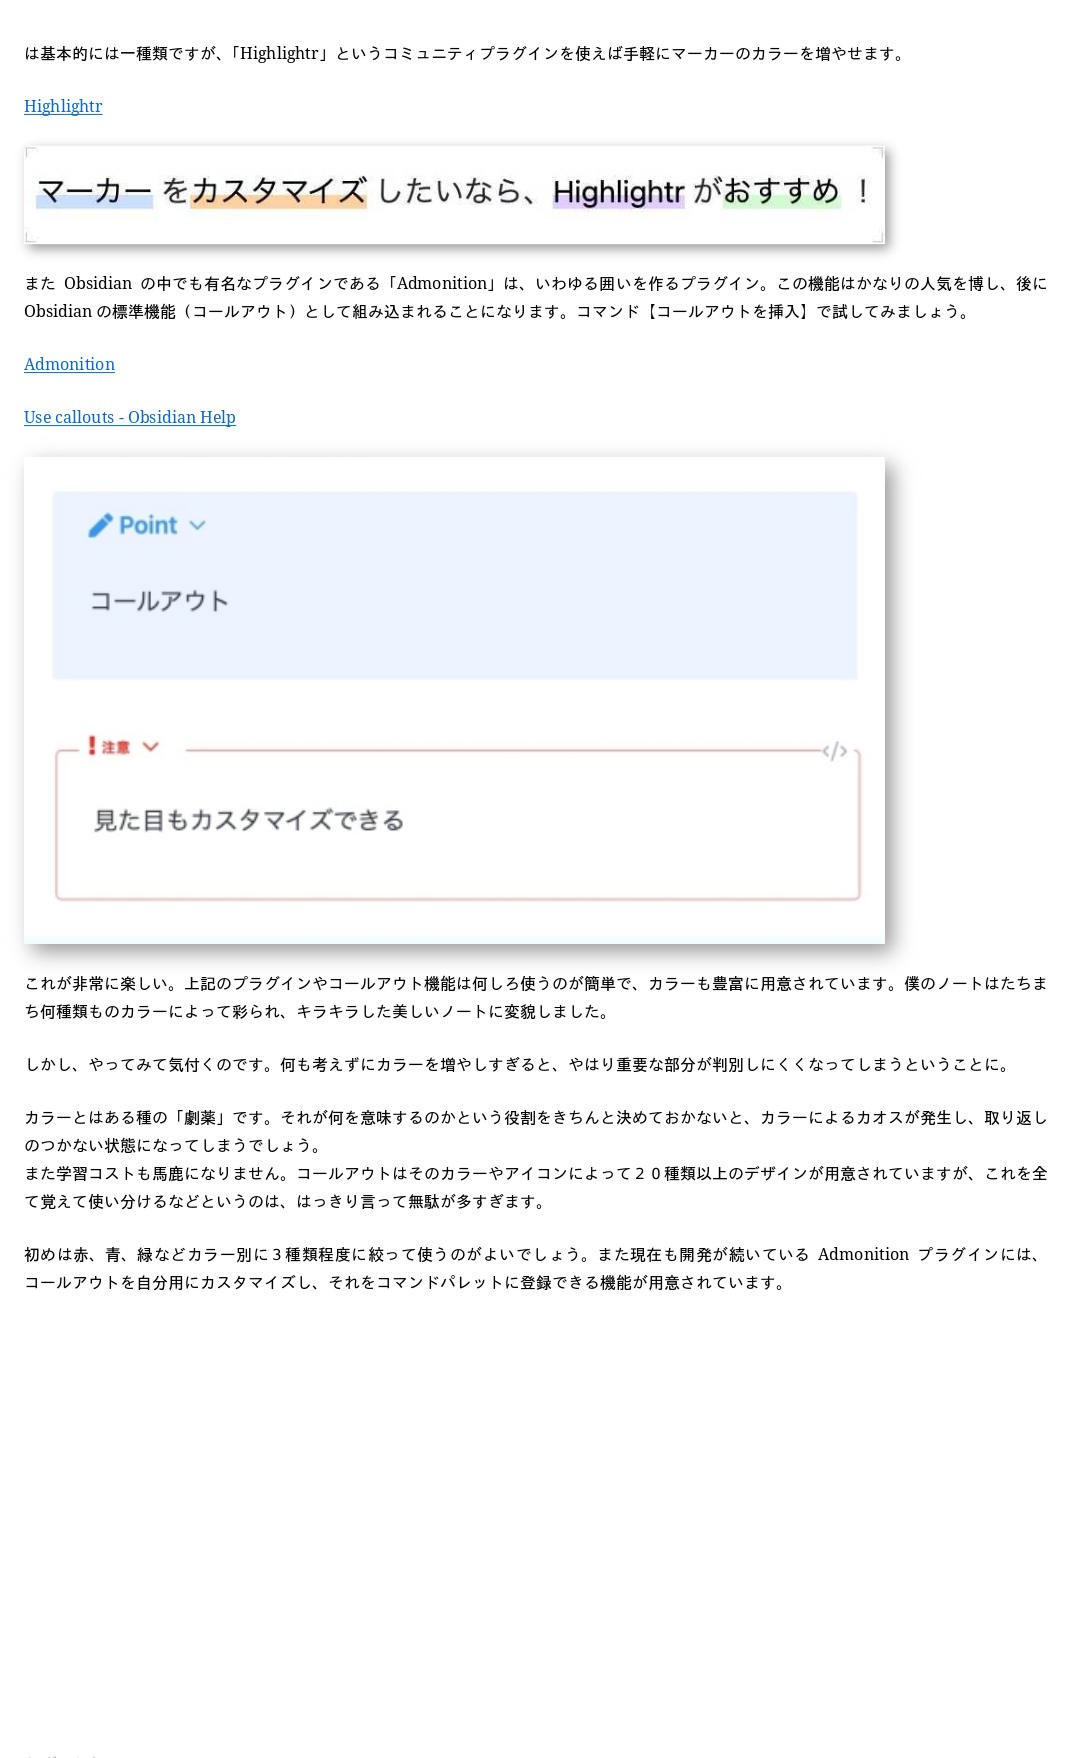 は基本的には一種類ですが、「Highlightr」というコミュニティプラグインを使えば手軽にマーカーのカラーを増やせます。
Highlightr
マーカー をカスタマイズ したいなら、Highlightr がおすすめ ！
また Obsidian の中でも有名なプラグインである「Admonition」は、いわゆる囲いを作るプラグイン。この機能はかなりの人気を博し、後に
Obsidian の標準機能（コールアウト）として組み込まれることになります。コマンド【コールアウトを挿入】で試してみましょう。
Admonition
Use callouts - Obsidian Help
Point
コールアウト
注意
</>
見た目もカスタマイズできる
これが非常に楽しい。上記のプラグインやコールアウト機能は何しろ使うのが簡単で、カラーも豊富に用意されています。僕のノートはたちま
ち何種類ものカラーによって彩られ、キラキラした美しいノートに変貌しました。
しかし、やってみて気付くのです。何も考えずにカラーを増やしすぎると、やはり重要な部分が判別しにくくなってしまうということに。
カラーとはある種の「劇薬」です。それが何を意味するのかという役割をきちんと決めておかないと、カラーによるカオスが発生し、取り返し
のつかない状態になってしまうでしょう。
また学習コストも馬鹿になりません。コールアウトはそのカラーやアイコンによって２０種類以上のデザインが用意されていますが、これを全
て覚えて使い分けるなどというのは、はっきり言って無駄が多すぎます。
初めは赤、青、緑などカラー別に３種類程度に絞って使うのがよいでしょう。また現在も開発が続いている Admonition プラグインには、
コールアウトを自分用にカスタマイズし、それをコマンドパレットに登録できる機能が用意されています。